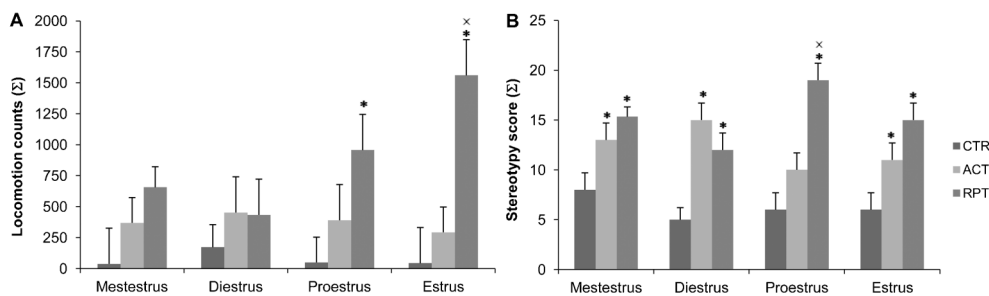 A
Locomotion counts (Σ)
2000
1750
1500
1250
1000
750
500
250
0
* × *
Mestestrus Diestrus Proestrus Estrus
B
Stereotypy score (Σ)
25
20
15
10
5
0
* * * * × * * *
Mestestrus Diestrus Proestrus Estrus
CTR
ACT
RPT